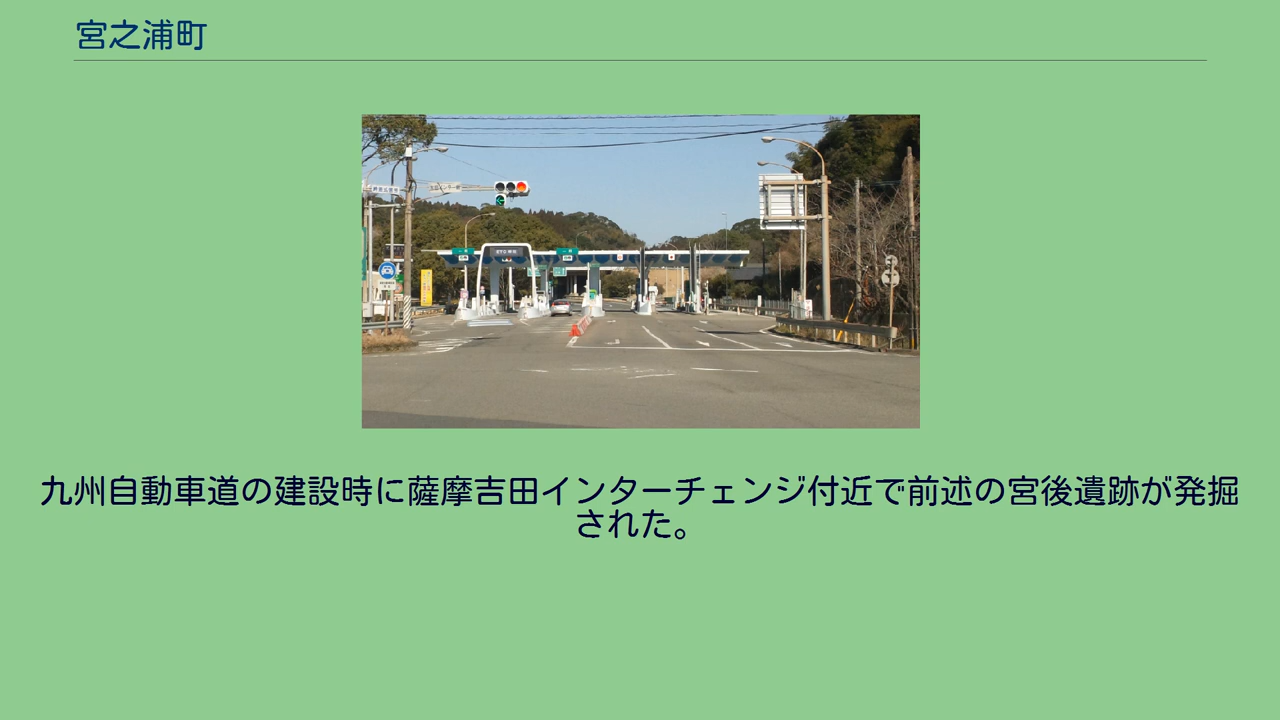 宮之浦町
九州自動車道の建設時に薩摩吉田インターチェンジ付近で前述の宮後遺跡が発掘
された。